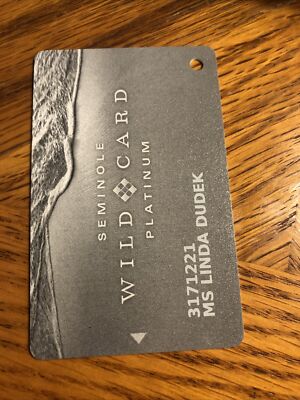 SEMINOLE
WILD CARD
PLATINUM
3171221
MS LINDA DUDEK